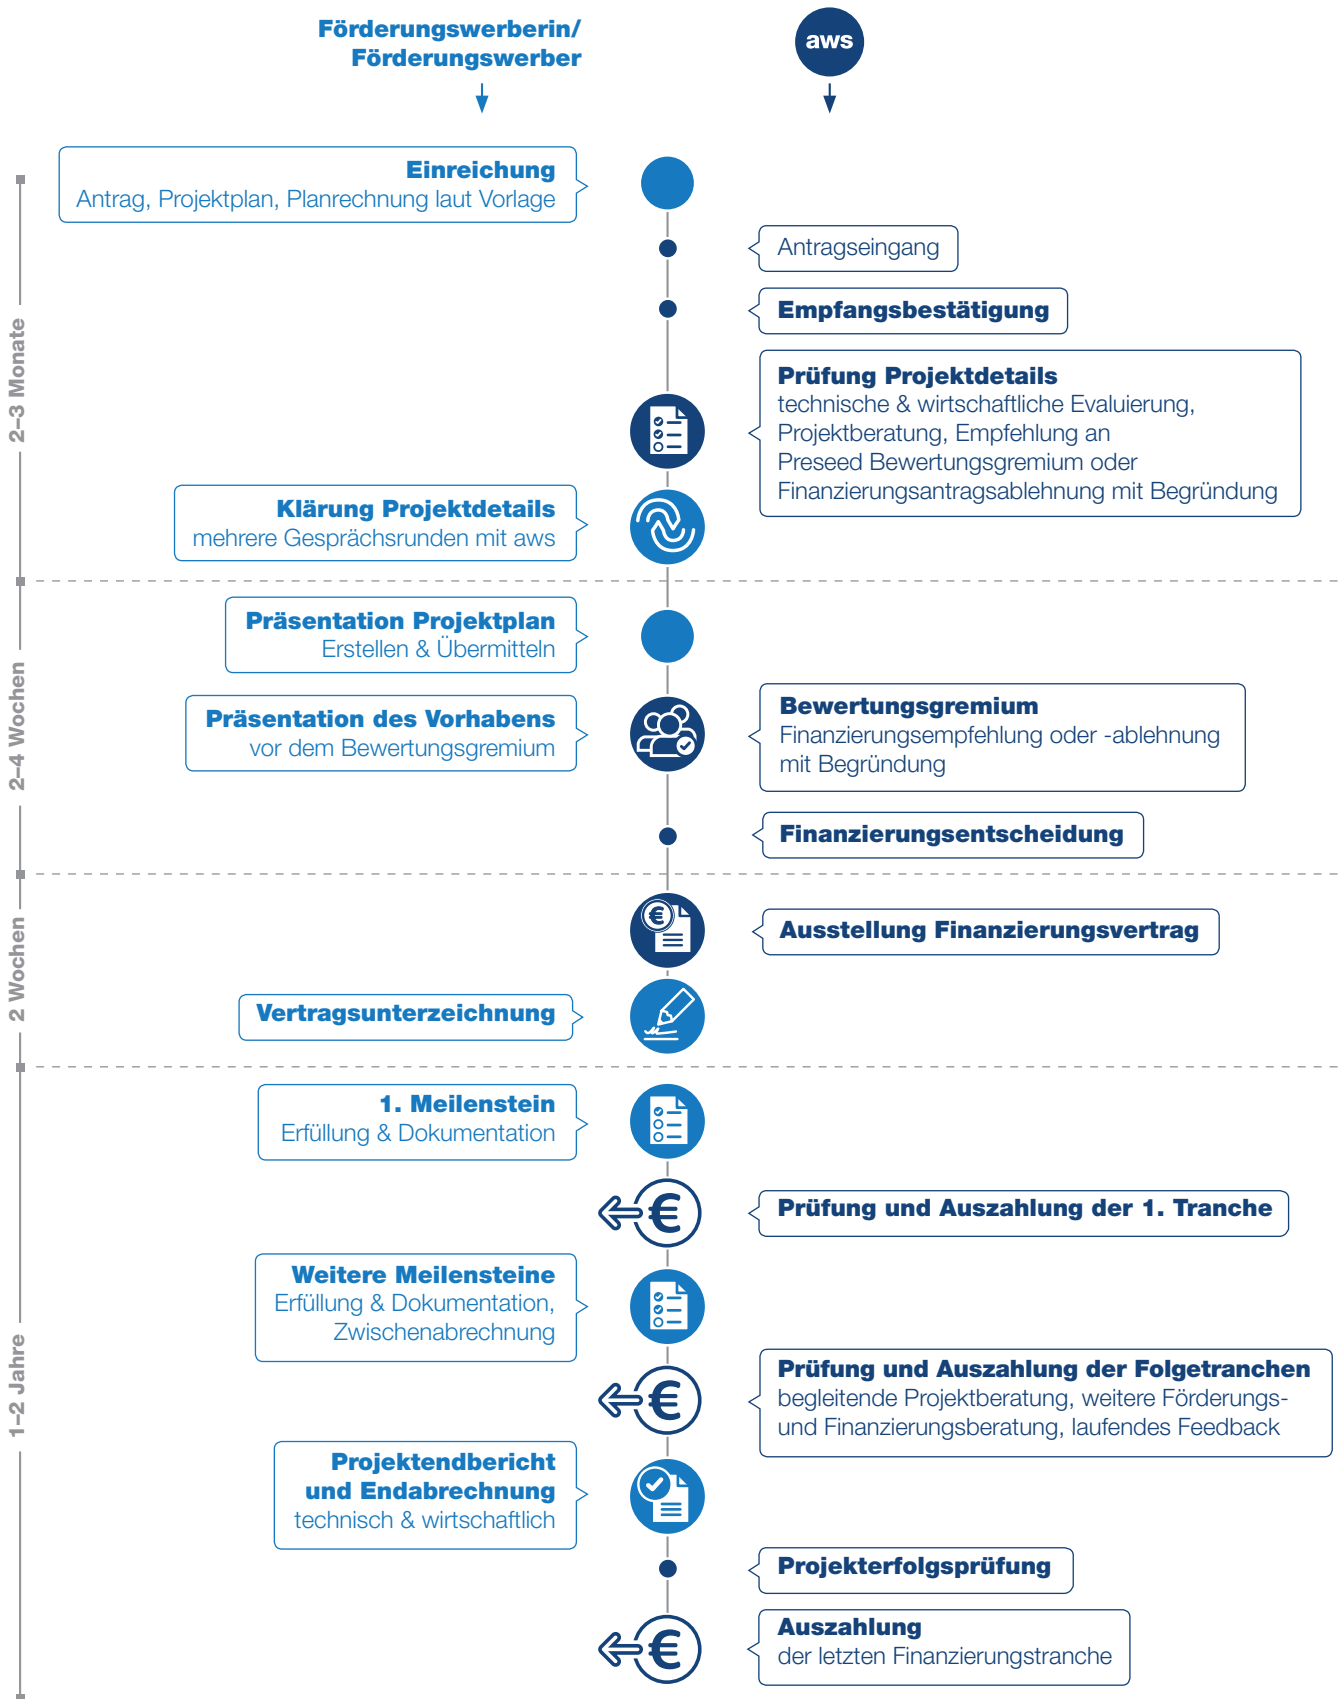 Förderungswerberin/
Förderungswerber
aws
2–3 Monate
Einreichung
Antrag, Projektplan, Planrechnung laut Vorlage
Antragseingang
Empfangsbestätigung
Prüfung Projektdetails
technische & wirtschaftliche Evaluierung,
Projektberatung, Empfehlung an
Preseed Bewertungsgremium oder
Finanzierungsantragsablehnung mit Begründung
Klärung Projektdetails
mehrere Gesprächsrunden mit aws
2–4 Wochen
Präsentation Projektplan
Erstellen & Übermitteln
Präsentation des Vorhabens
vor dem Bewertungsgremium
Bewertungsgremium
Finanzierungsempfehlung oder -ablehnung
mit Begründung
Finanzierungsentscheidung
2 Wochen
€
Ausstellung Finanzierungsvertrag
Vertragsunterzeichnung
1–2 Jahre
1. Meilenstein
Erfüllung & Dokumentation
€
Prüfung und Auszahlung der 1. Tranche
Weitere Meilensteine
Erfüllung & Dokumentation,
Zwischenabrechnung
€
Prüfung und Auszahlung der Folgetranchen
begleitende Projektberatung, weitere Förderungs-
und Finanzierungsberatung, laufendes Feedback
Projektendbericht
und Endabrechnung
technisch & wirtschaftlich
Projekterfolgsprüfung
€
Auszahlung
der letzten Finanzierungstranche